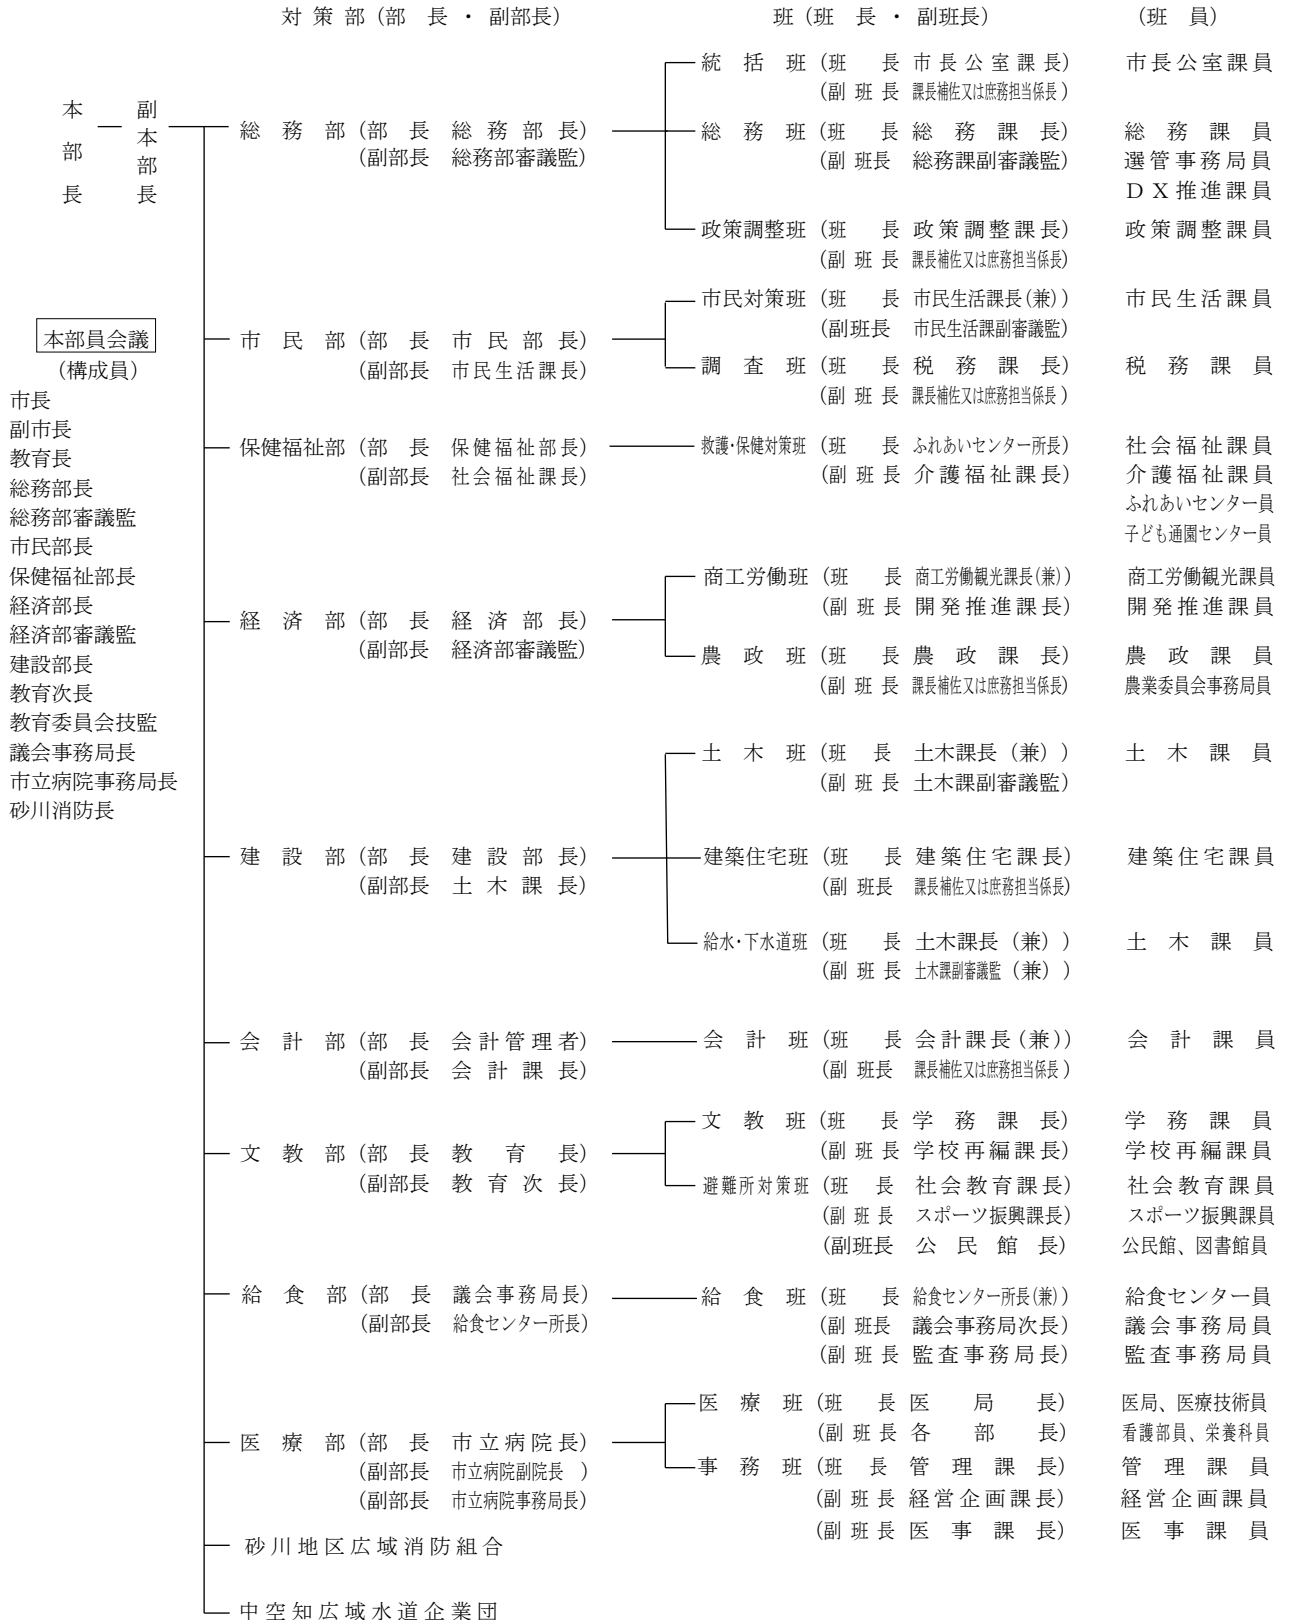 対策部（部長・副部長）　班（班長・副班長）　（班員）
統括班（班　長 市長公室課長）　市長公室課員
（副班長 課長補佐又は庶務担当係長）
本部長　副本部長
総務部（部長 総務部長）　総務班（班　長 総務課長）　総務課員
（副部長 総務部審議監）　（副班長 総務課副審議監）　選管事務局員
ＤＸ推進課員
政策調整班（班　長 政策調整課長）　政策調整課員
（副班長 課長補佐又は庶務担当係長）
市民対策班（班　長 市民生活課長(兼)）　市民生活課員
（副班長 市民生活課副審議監）
市民部（部長 市民部長）
（副部長 市民生活課長）　調査班（班　長 税務課長）　税務課員
（副班長 課長補佐又は庶務担当係長）
本部員会議
（構成員）
市長
副市長
教育長
総務部長
総務部審議監
市民部長
保健福祉部長
経済部長
経済部審議監
建設部長
教育次長
教育委員会技監
議会事務局長
市立病院事務局長
砂川消防長
保健福祉部（部長 保健福祉部長）　救護・保健対策班（班　長 ふれあいセンター所長）　社会福祉課員
（副部長 社会福祉課長）　（副班長 介護福祉課長）　介護福祉課員
ふれあいセンター員
子ども通園センター員
商工労働班（班　長 商工労働観光課長(兼)）　商工労働観光課員
経済部（部長 経済部長）　（副班長 開発推進課長）　開発推進課員
（副部長 経済部審議監）　農政班（班　長 農政課長）　農政課員
（副班長 課長補佐又は庶務担当係長）　農業委員会事務局員
土木班（班　長 土木課長（兼））　土木課員
（副班長 土木課副審議監）
建設部（部長 建設部長）　建築住宅班（班　長 建築住宅課長）　建築住宅課員
（副部長 土木課長）　（副班長 課長補佐又は庶務担当係長）
給水・下水道班（班　長 土木課長（兼））　土木課員
（副班長 土木課副審議監（兼））
会計部（部長 会計管理者）　会計班（班　長 会計課長(兼)）　会計課員
（副部長 会計課長）　（副班長 課長補佐又は庶務担当係長）
文教班（班　長 学務課長）　学務課員
文教部（部長 教育長）　（副班長 学校再編課長）　学校再編課員
（副部長 教育次長）　避難所対策班（班　長 社会教育課長）　社会教育課員
（副班長 スポーツ振興課長）　スポーツ振興課員
（副班長 公民館長）　公民館、図書館員
給食部（部長 議会事務局長）　給食班（班　長 給食センター所長(兼)）　給食センター員
（副部長 給食センター所長）　（副班長 議会事務局次長）　議会事務局員
（副班長 監査事務局長）　監査事務局員
医療班（班　長 医局長）　医局、医療技術員
医療部（部長 市立病院長）　（副班長 各部長）　看護部員、栄養科員
（副部長 市立病院副院長）　事務班（班　長 管理課長）　管理課員
（副部長 市立病院事務局長）　（副班長 経営企画課長）　経営企画課員
（副班長 医事課長）　医事課員
砂川地区広域消防組合
中空知広域水道企業団